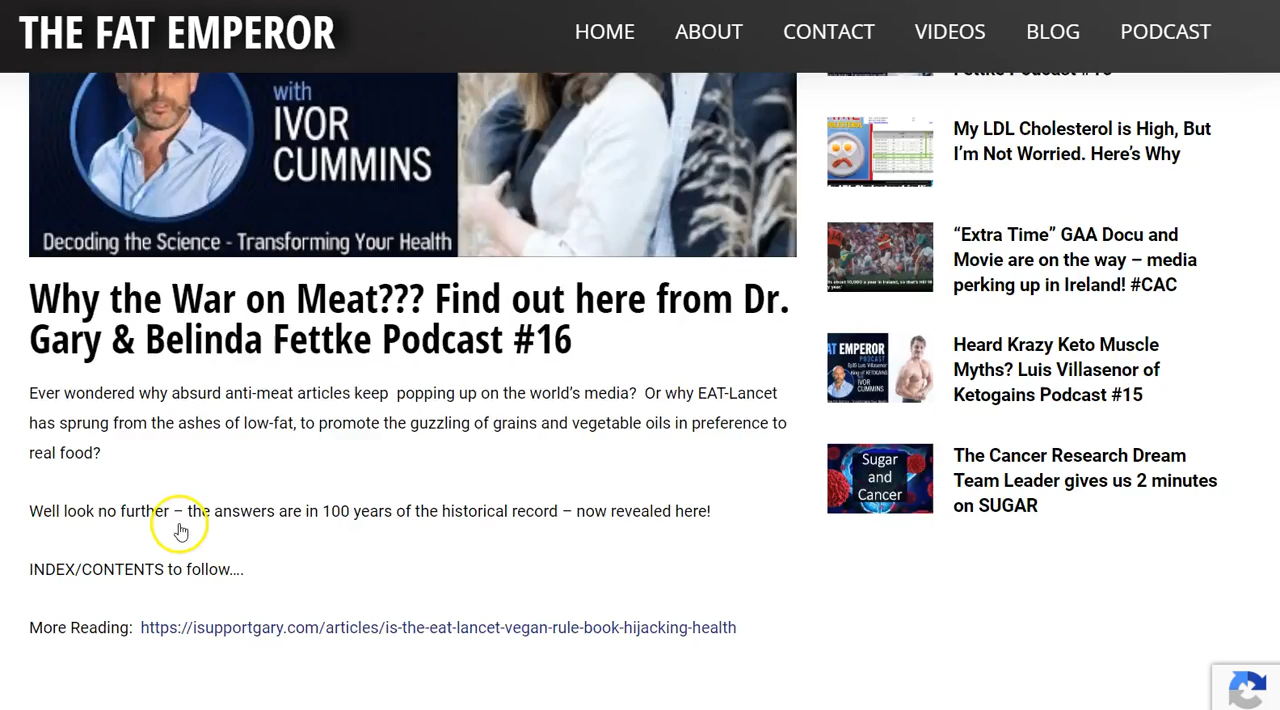 THE FAT EMPEROR
HOME ABOUT CONTACT VIDEOS BLOG PODCAST
with
IVOR
CUMMINS
Decoding the Science - Transforming Your Health
Why the War on Meat??? Find out here from Dr.
Gary & Belinda Fettke Podcast #16
Ever wondered why absurd anti-meat articles keep popping up on the world's media? Or why EAT-Lancet
has sprung from the ashes of low-fat, to promote the guzzling of grains and vegetable oils in preference to
real food?
Well look no further – the answers are in 100 years of the historical record – now revealed here!
INDEX/CONTENTS to follow….
More Reading: https://isupportgary.com/articles/is-the-eat-lancet-vegan-rule-book-hijacking-health
Fettke Podcast #16
My LDL Cholesterol is High, But
I'm Not Worried. Here's Why
"Extra Time" GAA Docu and
Movie are on the way – media
perking up in Ireland! #CAC
AT EMPEROR
PODCAST
IVOR
CUMMINS
Heard Krazy Keto Muscle
Myths? Luis Villasenor of
Ketogains Podcast #15
Sugar
and
Cancer
The Cancer Research Dream
Team Leader gives us 2 minutes
on SUGAR